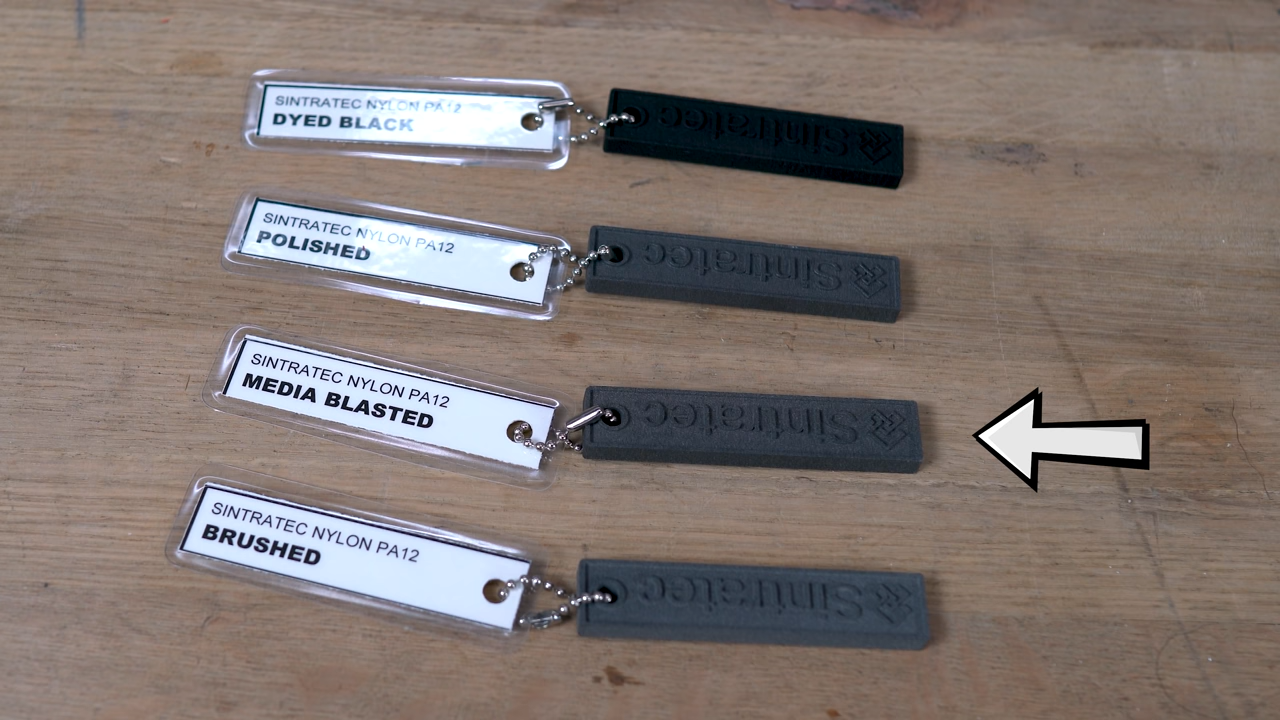 SINTRATEC NYLON PA12
DYED BLACK
Sintratec
SINTRATEC NYLON PA12
POLISHED
Sintratec
SINTRATEC NYLON PA12
MEDIA BLASTED
Sintratec
SINTRATEC NYLON PA12
BRUSHED
Sintratec